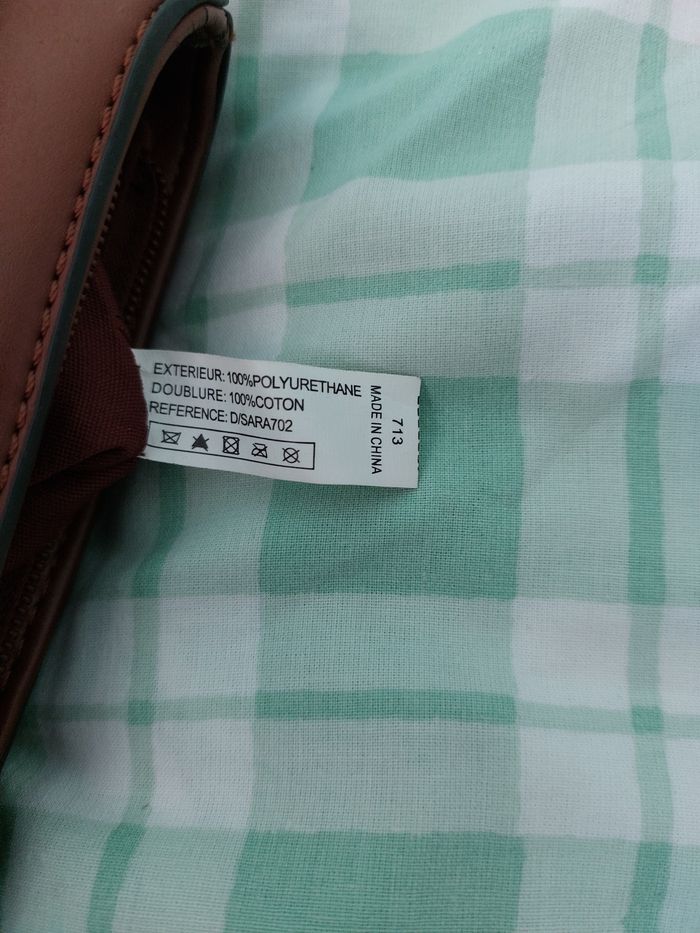 EXTERIEUR: 100%POLYURETHANE
DOUBLURE: 100%COTON
REFERENCE: D/SARA702
MADE IN CHINA
713